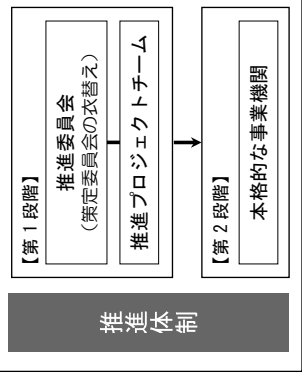 推進体制
【第１段階】
推進委員会
（策定委員会の衣替え）
推進プロジェクトチーム
【第２段階】
本格的な事業機関